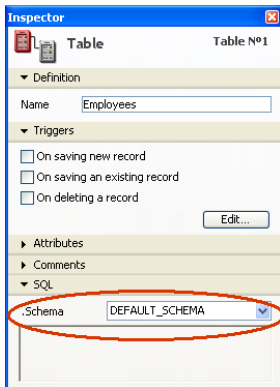 Inspector
Table Table Nº1
Definition
Name Employees
Triggers
On saving new record
On saving an existing record
On deleting a record
Edit...
Attributes
Comments
SQL
.Schema DEFAULT_SCHEMA